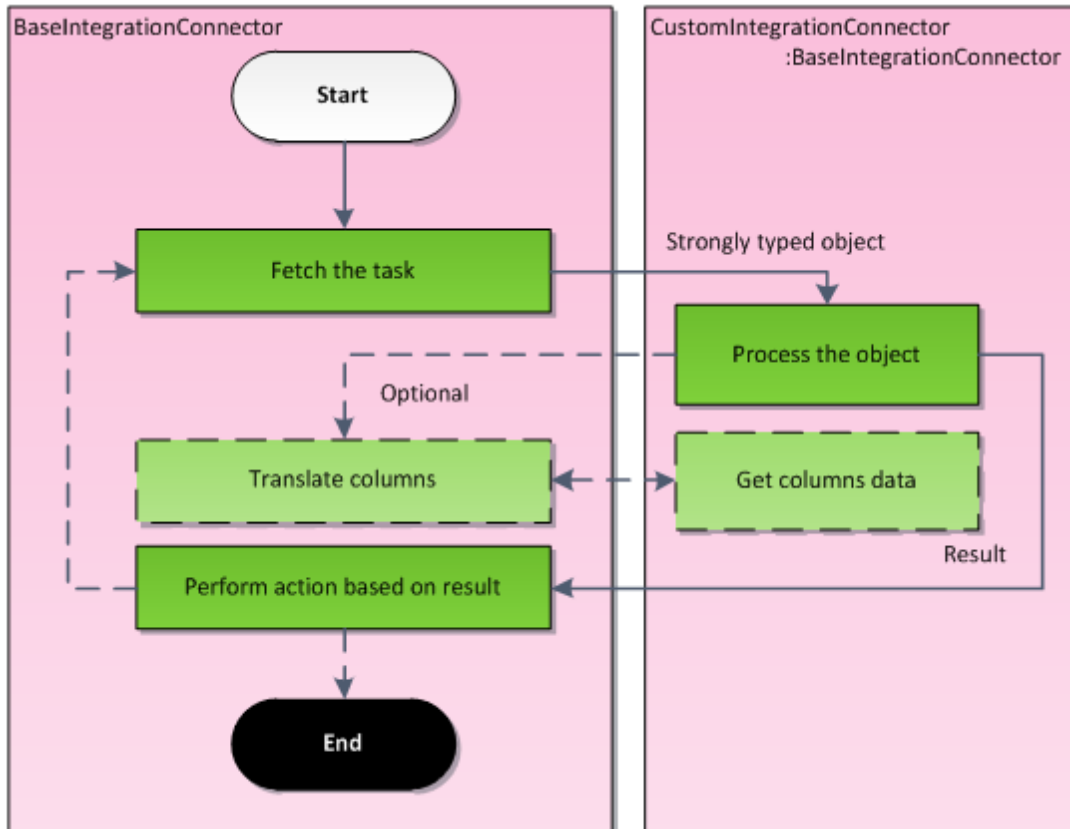 BaseIntegrationConnector
CustomIntegrationConnector
:BaseIntegrationConnector
Start
Strongly typed object
Fetch the task
Process the object
Optional
Translate columns
Get columns data
Result
Perform action based on result
End